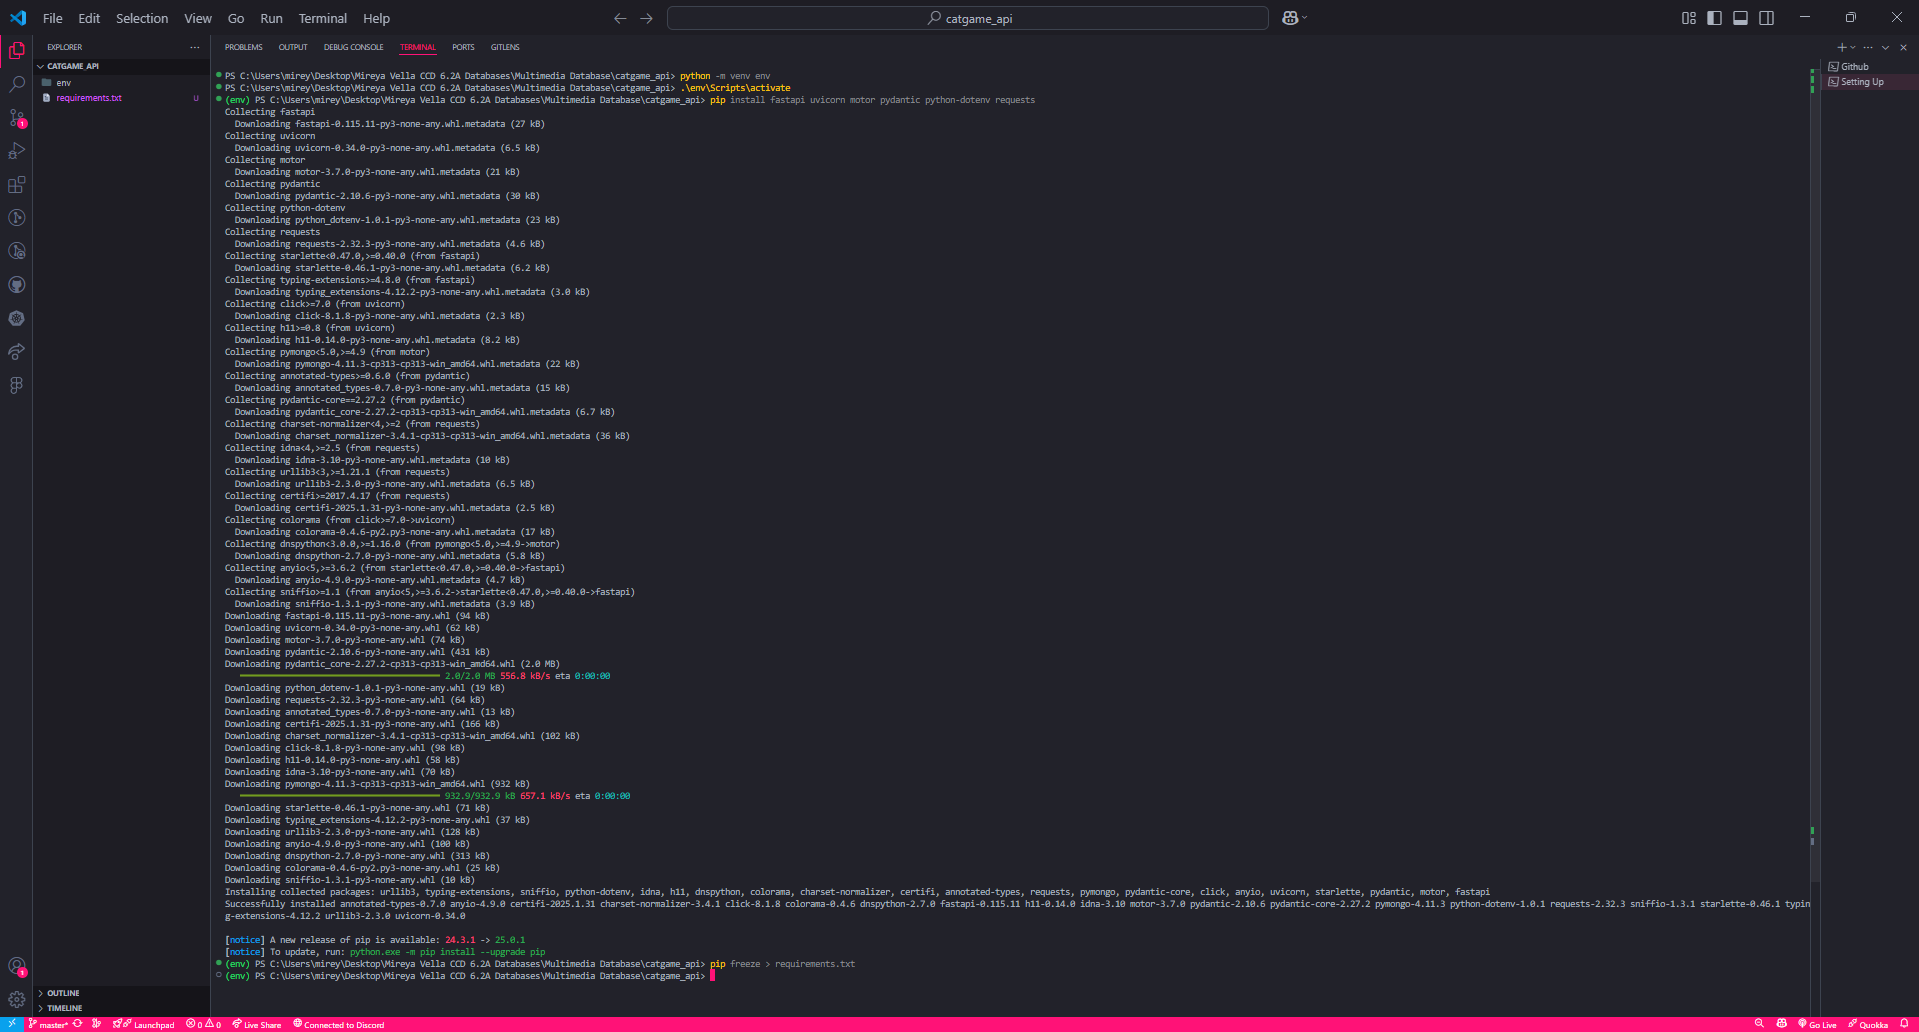 File Edit Selection View Go Run Terminal Help
catgame_api
EXPLORER
PROBLEMS OUTPUT DEBUG CONSOLE TERMINAL PORTS GITLENS
CATGAME_API
env
requirements.txt U
Github
Setting Up
PS C:\Users\mirey\Desktop\Mireya Vella CCD 6.2A Databases\Multimedia Database\catgame_api> python -m venv env
PS C:\Users\mirey\Desktop\Mireya Vella CCD 6.2A Databases\Multimedia Database\catgame_api> .\env\Scripts\activate
(env) PS C:\Users\mirey\Desktop\Mireya Vella CCD 6.2A Databases\Multimedia Database\catgame_api> pip install fastapi uvicorn motor pydantic python-dotenv requests
Collecting fastapi
Downloading fastapi-0.115.11-py3-none-any.whl.metadata (27 kB)
Collecting uvicorn
Downloading uvicorn-0.34.0-py3-none-any.whl.metadata (6.5 kB)
Collecting motor
Downloading motor-3.7.0-py3-none-any.whl.metadata (21 kB)
Collecting pydantic
Downloading pydantic-2.10.6-py3-none-any.whl.metadata (30 kB)
Collecting python-dotenv
Downloading python_dotenv-1.0.1-py3-none-any.whl.metadata (23 kB)
Collecting requests
Downloading requests-2.32.3-py3-none-any.whl.metadata (4.6 kB)
Collecting starlette<0.47.0,>=0.40.0 (from fastapi)
Downloading starlette-0.46.1-py3-none-any.whl.metadata (6.2 kB)
Collecting typing-extensions>=4.8.0 (from fastapi)
Downloading typing_extensions-4.12.2-py3-none-any.whl.metadata (3.0 kB)
Collecting click>=7.0 (from uvicorn)
Downloading click-8.1.8-py3-none-any.whl.metadata (2.3 kB)
Collecting h11>=0.8 (from uvicorn)
Downloading h11-0.14.0-py3-none-any.whl.metadata (8.2 kB)
Collecting pymongo<5.0,>=4.9 (from motor)
Downloading pymongo-4.11.3-cp313-cp313-win_amd64.whl.metadata (22 kB)
Collecting annotated-types>=0.6.0 (from pydantic)
Downloading annotated_types-0.7.0-py3-none-any.whl.metadata (15 kB)
Collecting pydantic-core==2.27.2 (from pydantic)
Downloading pydantic_core-2.27.2-cp313-cp313-win_amd64.whl.metadata (6.7 kB)
Collecting charset-normalizer<4,>=2 (from requests)
Downloading charset_normalizer-3.4.1-cp313-cp313-win_amd64.whl.metadata (36 kB)
Collecting idna<4,>=2.5 (from requests)
Downloading idna-3.10-py3-none-any.whl.metadata (10 kB)
Collecting urllib3<3,>=1.21.1 (from requests)
Downloading urllib3-2.3.0-py3-none-any.whl.metadata (6.5 kB)
Collecting certifi>=2017.4.17 (from requests)
Downloading certifi-2025.1.31-py3-none-any.whl.metadata (2.5 kB)
Collecting colorama (from click>=7.0->uvicorn)
Downloading colorama-0.4.6-py2.py3-none-any.whl.metadata (17 kB)
Collecting dnspython<3.0.0,>=1.16.0 (from pymongo<5.0,>=4.9->motor)
Downloading dnspython-2.7.0-py3-none-any.whl.metadata (5.8 kB)
Collecting anyio<5,>=3.6.2 (from starlette<0.47.0,>=0.40.0->fastapi)
Downloading anyio-4.9.0-py3-none-any.whl.metadata (4.7 kB)
Collecting sniffio>=1.1 (from anyio<5,>=3.6.2->starlette<0.47.0,>=0.40.0->fastapi)
Downloading sniffio-1.3.1-py3-none-any.whl.metadata (3.9 kB)
Downloading fastapi-0.115.11-py3-none-any.whl (94 kB)
Downloading uvicorn-0.34.0-py3-none-any.whl (62 kB)
Downloading motor-3.7.0-py3-none-any.whl (74 kB)
Downloading pydantic-2.10.6-py3-none-any.whl (431 kB)
Downloading pydantic_core-2.27.2-cp313-cp313-win_amd64.whl (2.0 MB)
2.0/2.0 MB 556.8 kB/s eta 0:00:00
Downloading python_dotenv-1.0.1-py3-none-any.whl (19 kB)
Downloading requests-2.32.3-py3-none-any.whl (64 kB)
Downloading annotated_types-0.7.0-py3-none-any.whl (13 kB)
Downloading certifi-2025.1.31-py3-none-any.whl (166 kB)
Downloading charset_normalizer-3.4.1-cp313-cp313-win_amd64.whl (102 kB)
Downloading click-8.1.8-py3-none-any.whl (98 kB)
Downloading h11-0.14.0-py3-none-any.whl (58 kB)
Downloading idna-3.10-py3-none-any.whl (70 kB)
Downloading pymongo-4.11.3-cp313-cp313-win_amd64.whl (932 kB)
932.9/932.9 kB 657.1 kB/s eta 0:00:00
Downloading starlette-0.46.1-py3-none-any.whl (71 kB)
Downloading typing_extensions-4.12.2-py3-none-any.whl (37 kB)
Downloading urllib3-2.3.0-py3-none-any.whl (128 kB)
Downloading anyio-4.9.0-py3-none-any.whl (100 kB)
Downloading dnspython-2.7.0-py3-none-any.whl (313 kB)
Downloading colorama-0.4.6-py2.py3-none-any.whl (25 kB)
Downloading sniffio-1.3.1-py3-none-any.whl (10 kB)
Installing collected packages: urllib3, typing-extensions, sniffio, python-dotenv, idna, h11, dnspython, colorama, charset-normalizer, certifi, annotated-types, requests, pymongo, pydantic-core, click, anyio, uvicorn, starlette, pydantic, motor, fastapi
Successfully installed annotated-types-0.7.0 anyio-4.9.0 certifi-2025.1.31 charset-normalizer-3.4.1 click-8.1.8 colorama-0.4.6 dnspython-2.7.0 fastapi-0.115.11 h11-0.14.0 idna-3.10 motor-3.7.0 pydantic-2.10.6 pydantic-core-2.27.2 pymongo-4.11.3 python-dotenv-1.0.1 requests-2.32.3 sniffio-1.3.1 starlette-0.46.1 typin
g-extensions-4.12.2 urllib3-2.3.0 uvicorn-0.34.0
[notice] A new release of pip is available: 24.3.1 -> 25.0.1
[notice] To update, run: python.exe -m pip install --upgrade pip
(env) PS C:\Users\mirey\Desktop\Mireya Vella CCD 6.2A Databases\Multimedia Database\catgame_api> pip freeze > requirements.txt
(env) PS C:\Users\mirey\Desktop\Mireya Vella CCD 6.2A Databases\Multimedia Database\catgame_api>
OUTLINE
TIMELINE
master* Launchpad 0 0 Live Share Connected to Discord Go Live Quokka